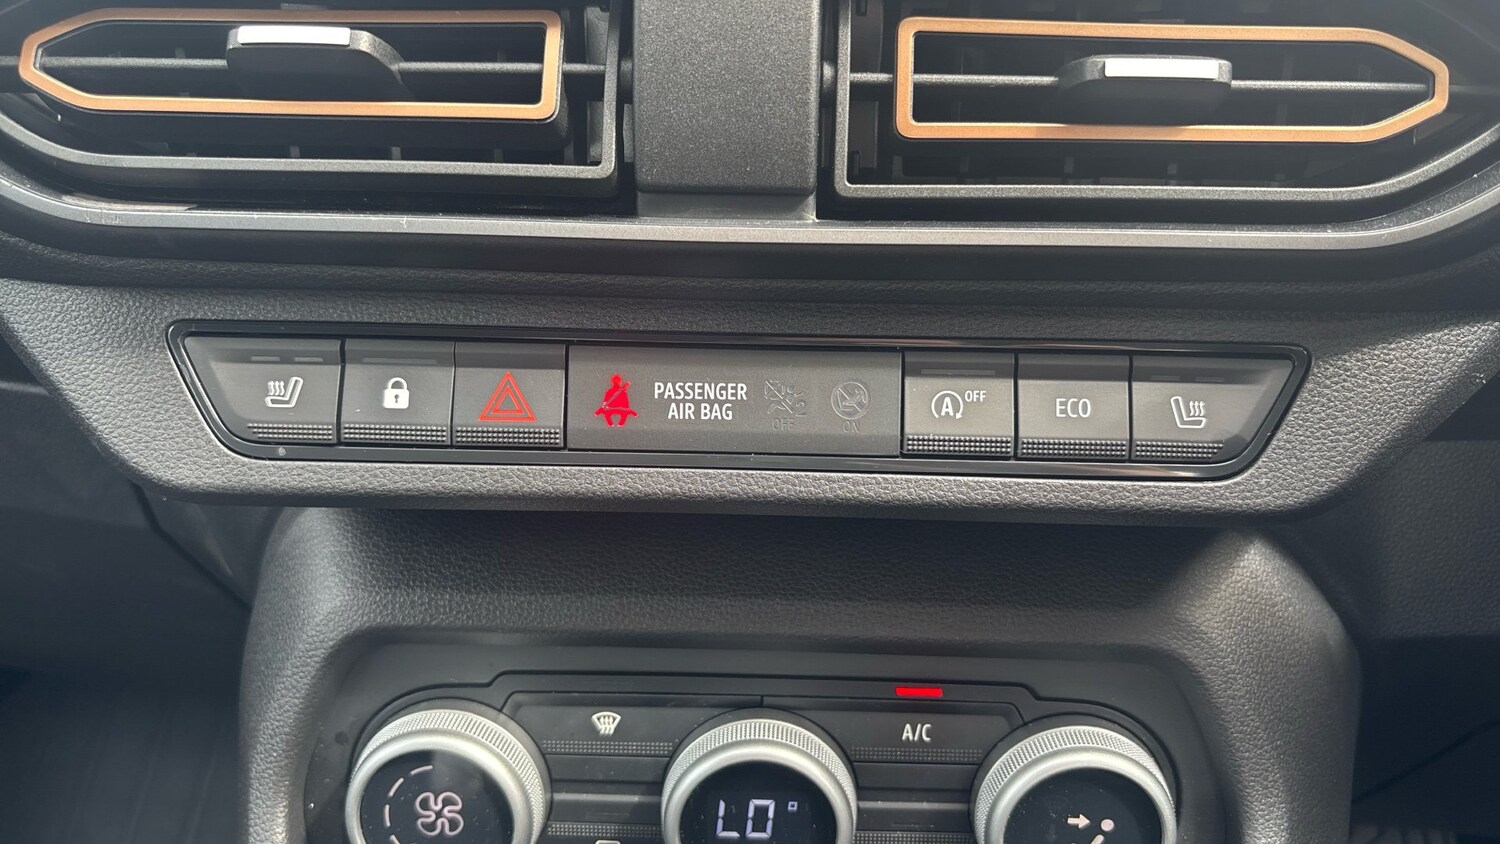 PASSENGER
AIR BAG
OFF
ON
A OFF
ECO
A/C
LO°